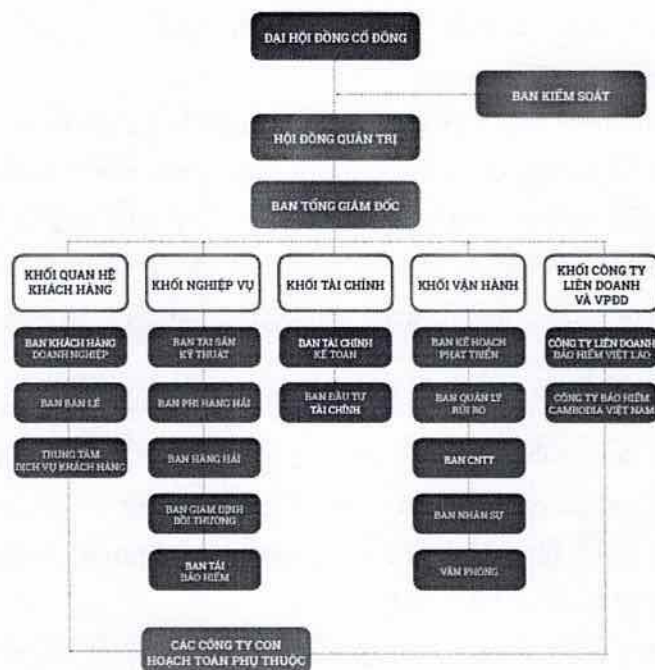 ĐẠI HỘI ĐỒNG CỔ ĐÔNG
BAN KIỂM SOÁT
HỘI ĐỒNG QUẢN TRỊ
BAN TỔNG GIÁM ĐỐC
KHỐI QUAN HỆ
KHÁCH HÀNG
BAN KHÁCH HÀNG
DOANH NGHIỆP
BAN BÁN LẺ
TRUNG TÂM
DỊCH VỤ KHÁCH HÀNG
KHỐI NGHIỆP VỤ
BAN TÀI SẢN
KỸ THUẬT
BAN PHI HÀNG HẢI
BAN HÀNG HẢI
BAN GIÁM ĐỊNH
BỒI THƯỜNG
BAN TÁI
BẢO HIỂM
KHỐI TÀI CHÍNH
BAN TÀI CHÍNH
KẾ TOÁN
BAN ĐẦU TƯ
TÀI CHÍNH
KHỐI VẬN HÀNH
BAN KẾ HOẠCH
PHÁT TRIỂN
BAN QUẢN LÝ
RỦI RO
BAN CNTT
BAN NHÂN SỰ
VĂN PHÒNG
KHỐI CÔNG TY
LIÊN DOANH
VÀ VPĐD
CÔNG TY LIÊN DOANH
BẢO HIỂM VIỆT LÀO
CÔNG TY BẢO HIỂM
CAMBODIA VIỆT NAM
CÁC CÔNG TY CON
HOẠCH TOÁN PHỤ THUỘC